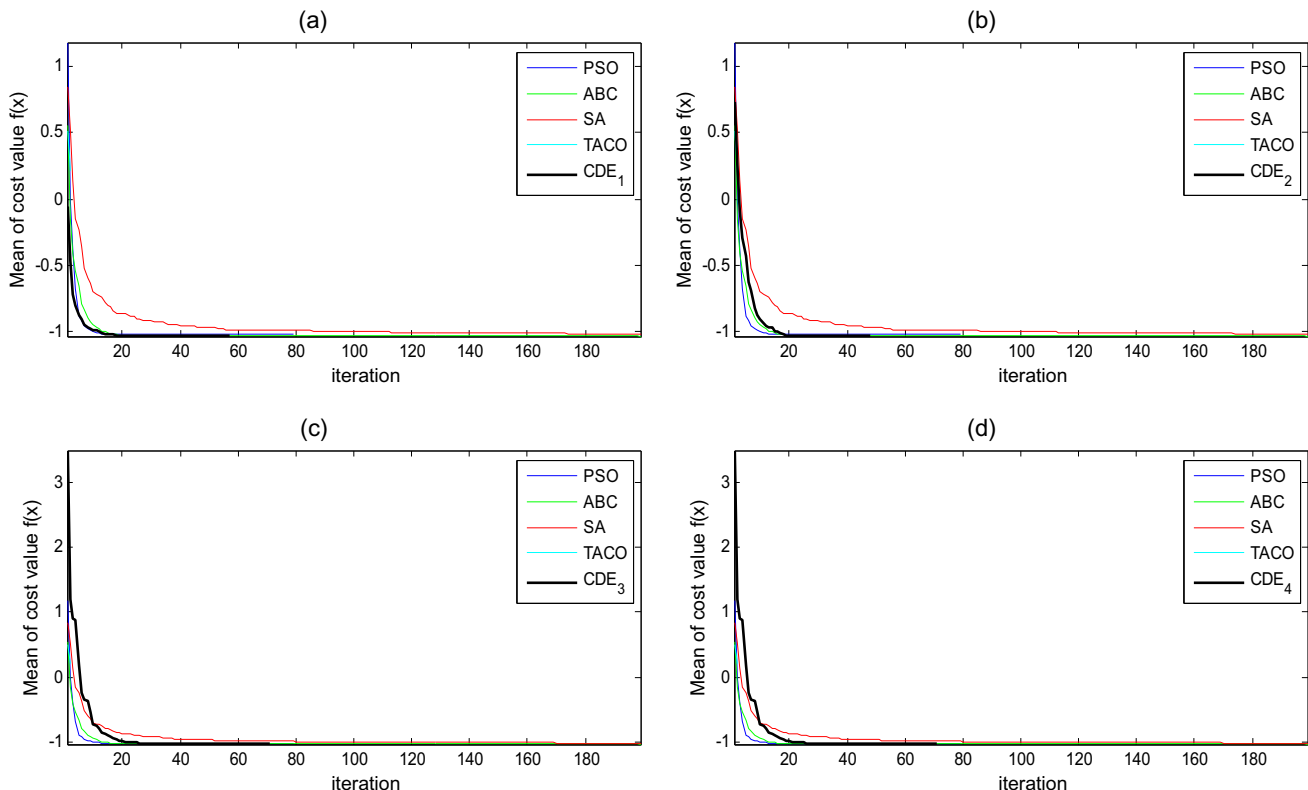 (a)
Mean of cost value f(x)
1
0.5
0
-0.5
-1
20 40 60 80 100 120 140 160 180
iteration
PSO
ABC
SA
TACO
CDE1
(b)
Mean of cost value f(x)
1
0.5
0
-0.5
-1
20 40 60 80 100 120 140 160 180
iteration
PSO
ABC
SA
TACO
CDE2
(c)
Mean of cost value f(x)
3
2
1
0
-1
20 40 60 80 100 120 140 160 180
iteration
PSO
ABC
SA
TACO
CDE3
(d)
Mean of cost value f(x)
3
2
1
0
-1
20 40 60 80 100 120 140 160 180
iteration
PSO
ABC
SA
TACO
CDE4